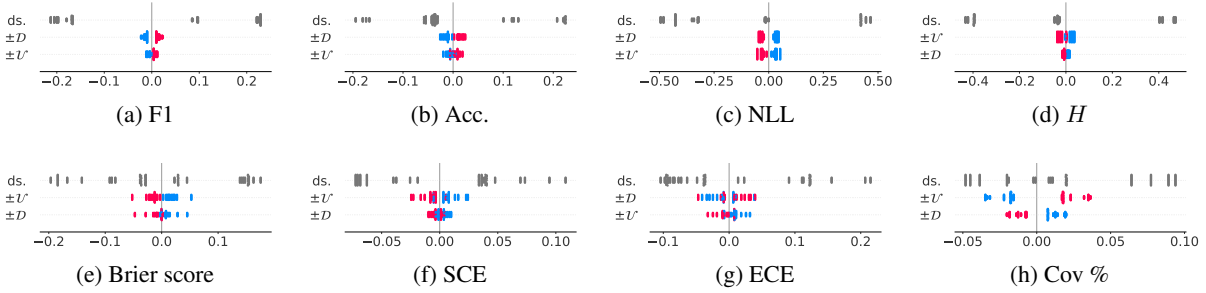 ds.
±D
±U
−0.2 −0.1 0.0 0.1 0.2
(a) F1
ds.
±D
±U
−0.2 −0.1 0.0 0.1 0.2
(b) Acc.
ds.
±D
±U
−0.50 −0.25 0.00 0.25 0.50
(c) NLL
ds.
±U
±D
−0.4 −0.2 0.0 0.2 0.4
(d) H
ds.
±U
±D
−0.2 −0.1 0.0 0.1
(e) Brier score
ds.
±U
±D
−0.05 0.00 0.05 0.10
(f) SCE
ds.
±D
±U
−0.1 0.0 0.1 0.2
(g) ECE
ds.
±U
±D
−0.05 0.00 0.05 0.10
(h) Cov %